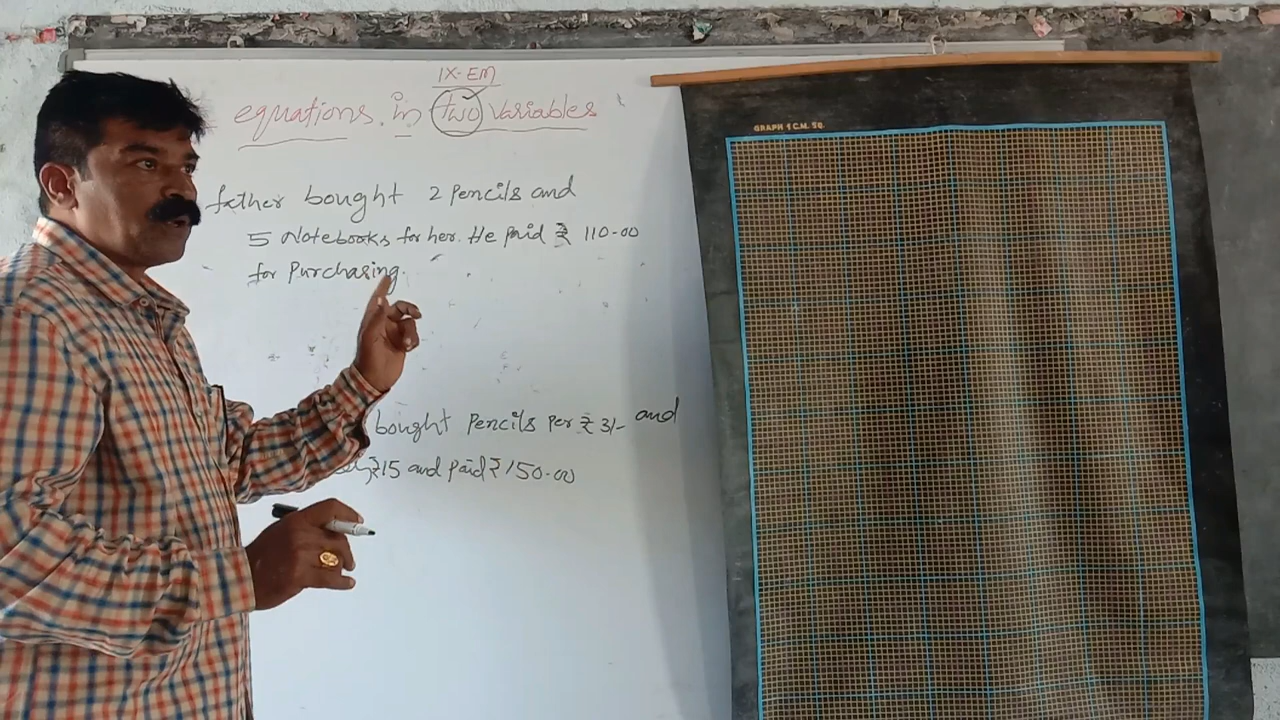 IX-EM
equations in two variables
father bought 2 Pencils and
5 Notebooks for her. He paid ₹ 110-00
for Purchasing.
bought Pencils Per ₹ 3/- and
₹15 and paid ₹ 150-00
GRAPH 1 C.M. SQ.